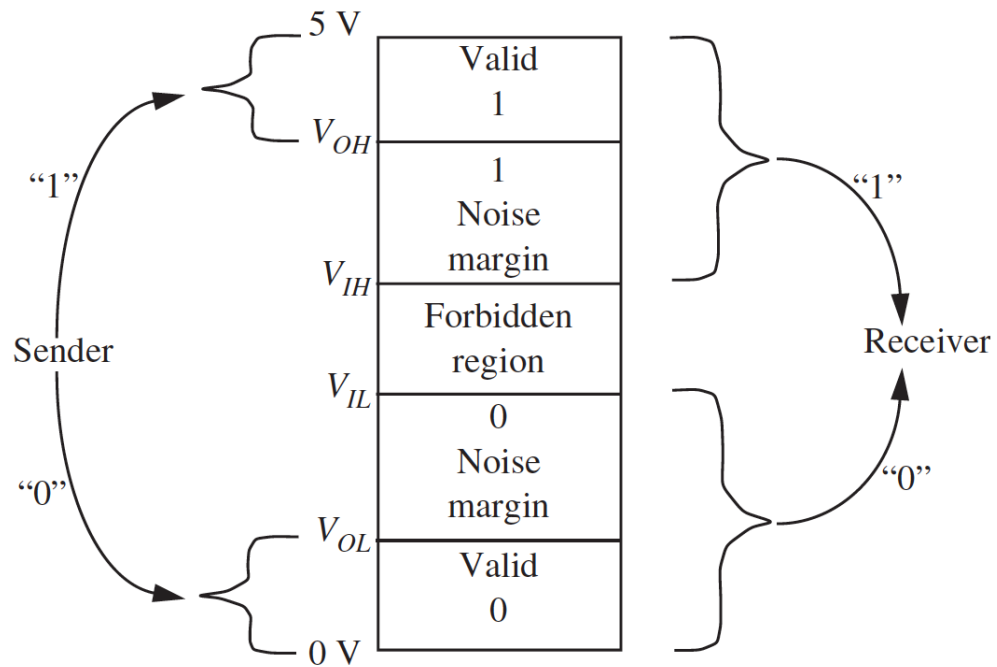 5 V
Valid
1
V_OH
“1”
1
Noise
margin
“1”
V_IH
Forbidden
region
Sender
Receiver
V_IL
0
Noise
margin
“0”
“0”
V_OL
Valid
0
0 V